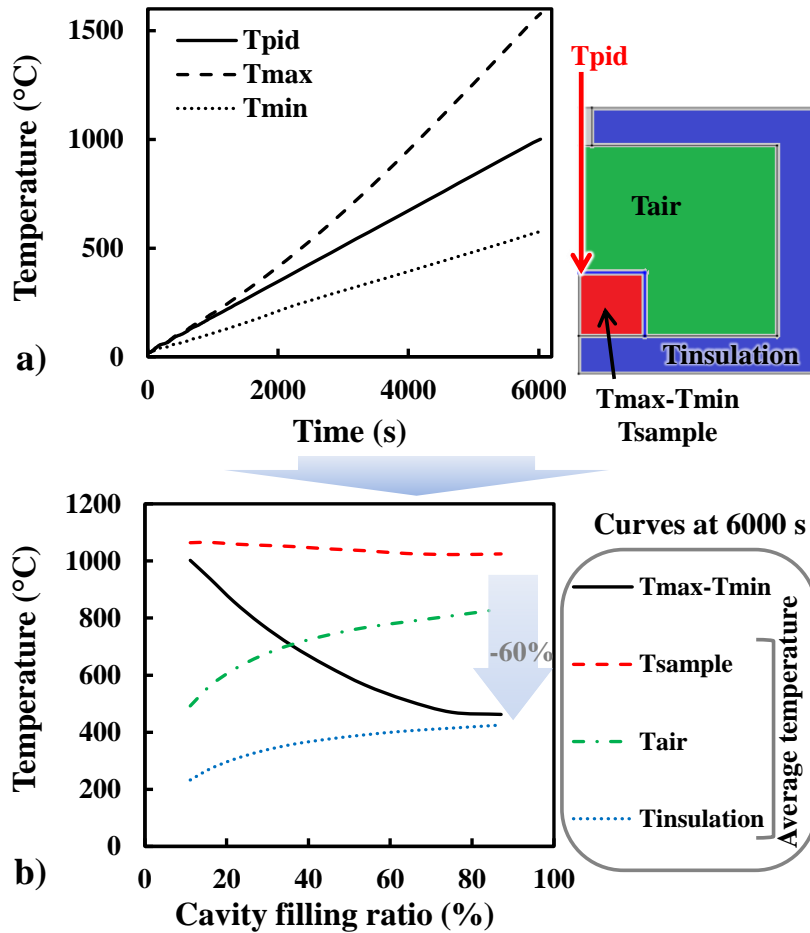 a)
Temperature (°C)
1500
1000
500
0
Tpid
Tmax
Tmin
0
2000
4000
6000
Time (s)
Tpid
Tair
Tinsulation
Tmax-Tmin
Tsample
b)
Temperature (°C)
1200
1000
800
600
400
200
0
-60%
0
20
40
60
80
100
Cavity filling ratio (%)
Curves at 6000 s
Tmax-Tmin
Tsample
Tair
Tinsulation
Average temperature